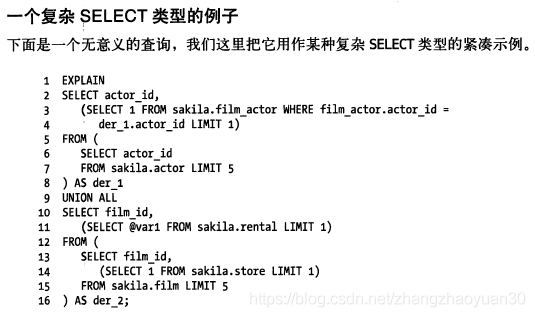 一个复杂 SELECT 类型的例子
下面是一个无意义的查询，我们这里把它用作某种复杂 SELECT 类型的紧凑示例。
1 EXPLAIN
2 SELECT actor_id,
3 (SELECT 1 FROM sakila.film_actor WHERE film_actor.actor_id =
4 der_1.actor_id LIMIT 1)
5 FROM (
6 SELECT actor_id
7 FROM sakila.actor LIMIT 5
8 ) AS der_1
9 UNION ALL
10 SELECT film_id,
11 (SELECT @var1 FROM sakila.rental LIMIT 1)
12 FROM (
13 SELECT film_id,
14 (SELECT 1 FROM sakila.store LIMIT 1)
15 FROM sakila.film LIMIT 5
16 ) AS der_2;
https://blog.csdn.net/zhangzhaoyuan30